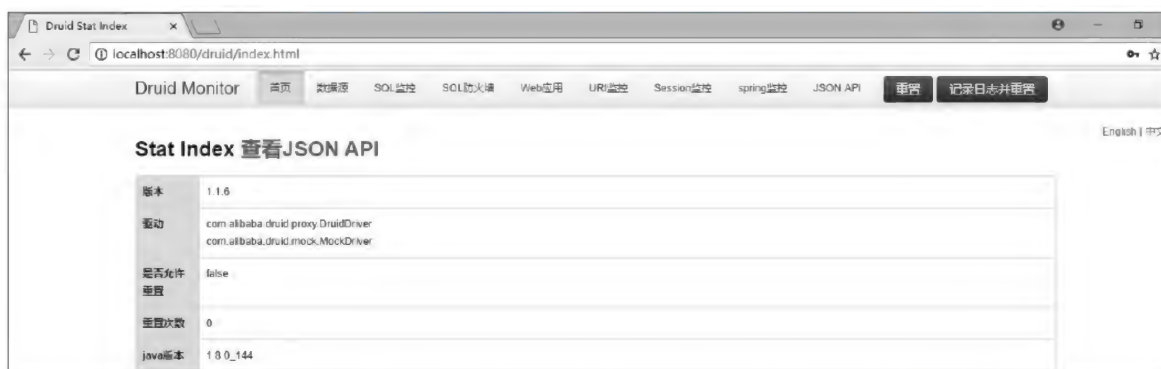 Druid Stat Index
localhost:8080/druid/index.html
Druid Monitor 首页 数据源 SQL监控 SQL防火墙 Web应用 URI监控 Session监控 spring监控 JSON API 重置 记录日志并重置
English | 中文
Stat Index 查看JSON API
版本 1.1.6
驱动 com.alibaba.druid.proxy.DruidDriver
com.alibaba.druid.mock.MockDriver
是否允许 false
重置
重置次数 0
java版本 1.8.0_144